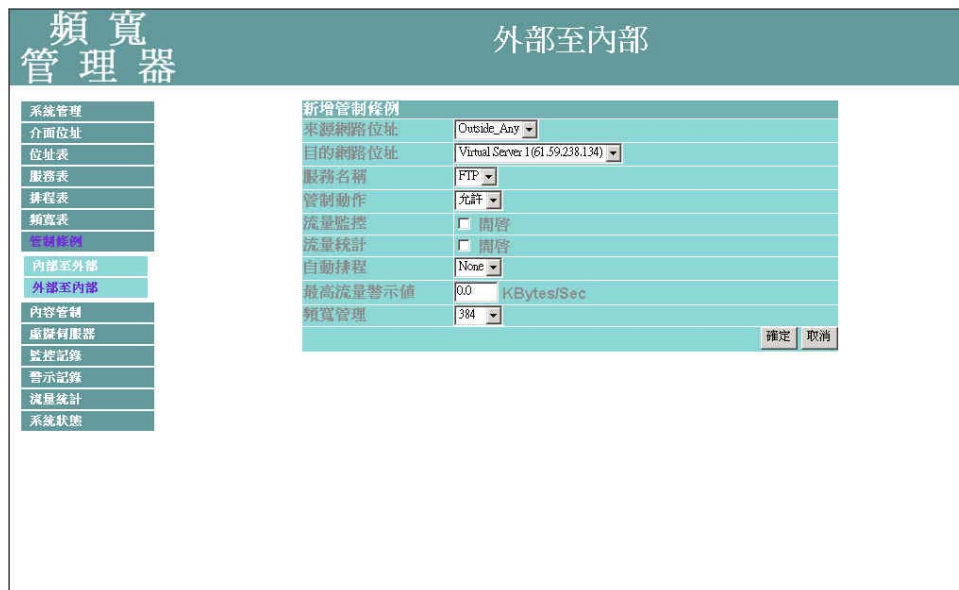 頻寬
管理器
外部至內部
系統管理
介面位址
位址表
服務表
排程表
頻寬表
管制條例
內部至外部
外部至內部
內容管制
虛擬伺服器
監控記錄
警示記錄
流量統計
系統狀態
新增管制條例
來源網路位址 Outside_Any
目的網路位址 Virtual Server 1(61.59.238.134)
服務名稱 FTP
管制動作 允許
流量監控 開啓
流量統計 開啓
自動排程 None
最高流量警示值 0.0 KBytes/Sec
頻寬管理 384
確定 取消